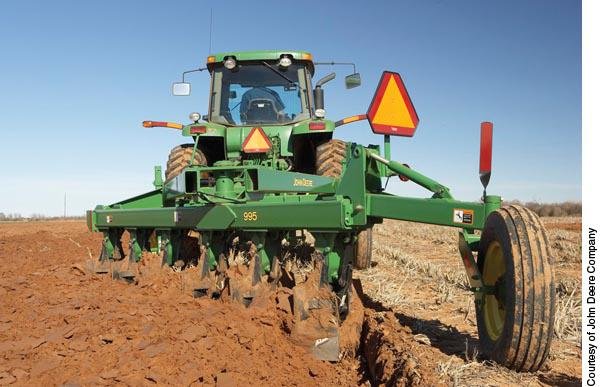 JOHN DEERE
995
Courtesy of John Deere Company